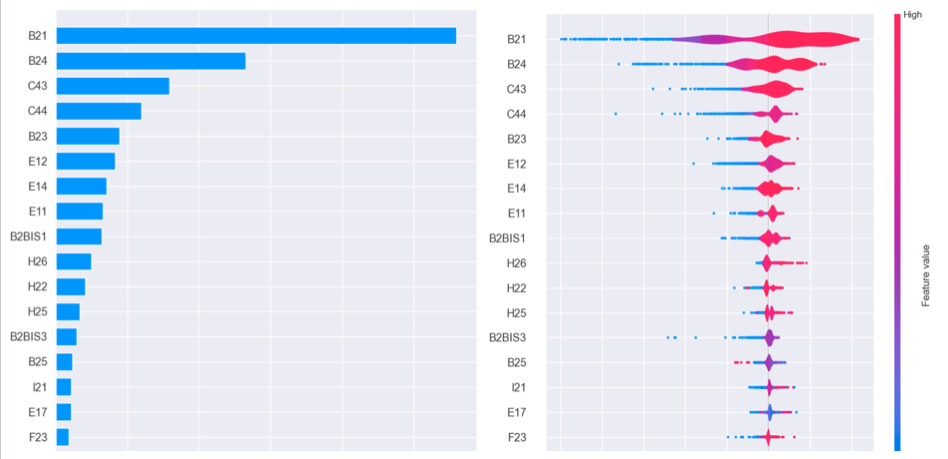 B21
B24
C43
C44
B23
E12
E14
E11
B2BIS1
H26
H22
H25
B2BIS3
B25
I21
E17
F23
B21
B24
C43
C44
B23
E12
E14
E11
B2BIS1
H26
H22
H25
B2BIS3
B25
I21
E17
F23
High
Feature value